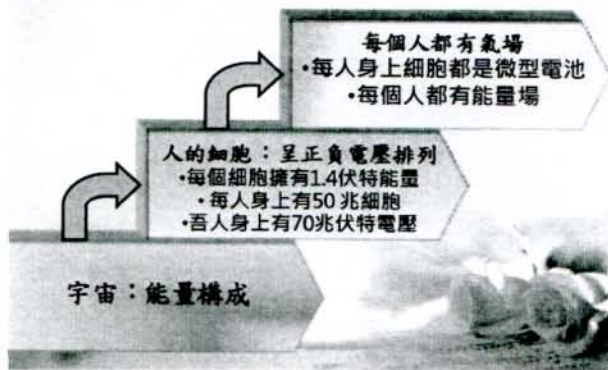 每個人都有氣場
•每人身上細胞都是微型電池
•每個人都有能量場
人的細胞：呈正負電壓排列
•每個細胞擁有1.4伏特能量
•每人身上有50 兆細胞
•吾人身上有70兆伏特電壓
宇宙：能量構成